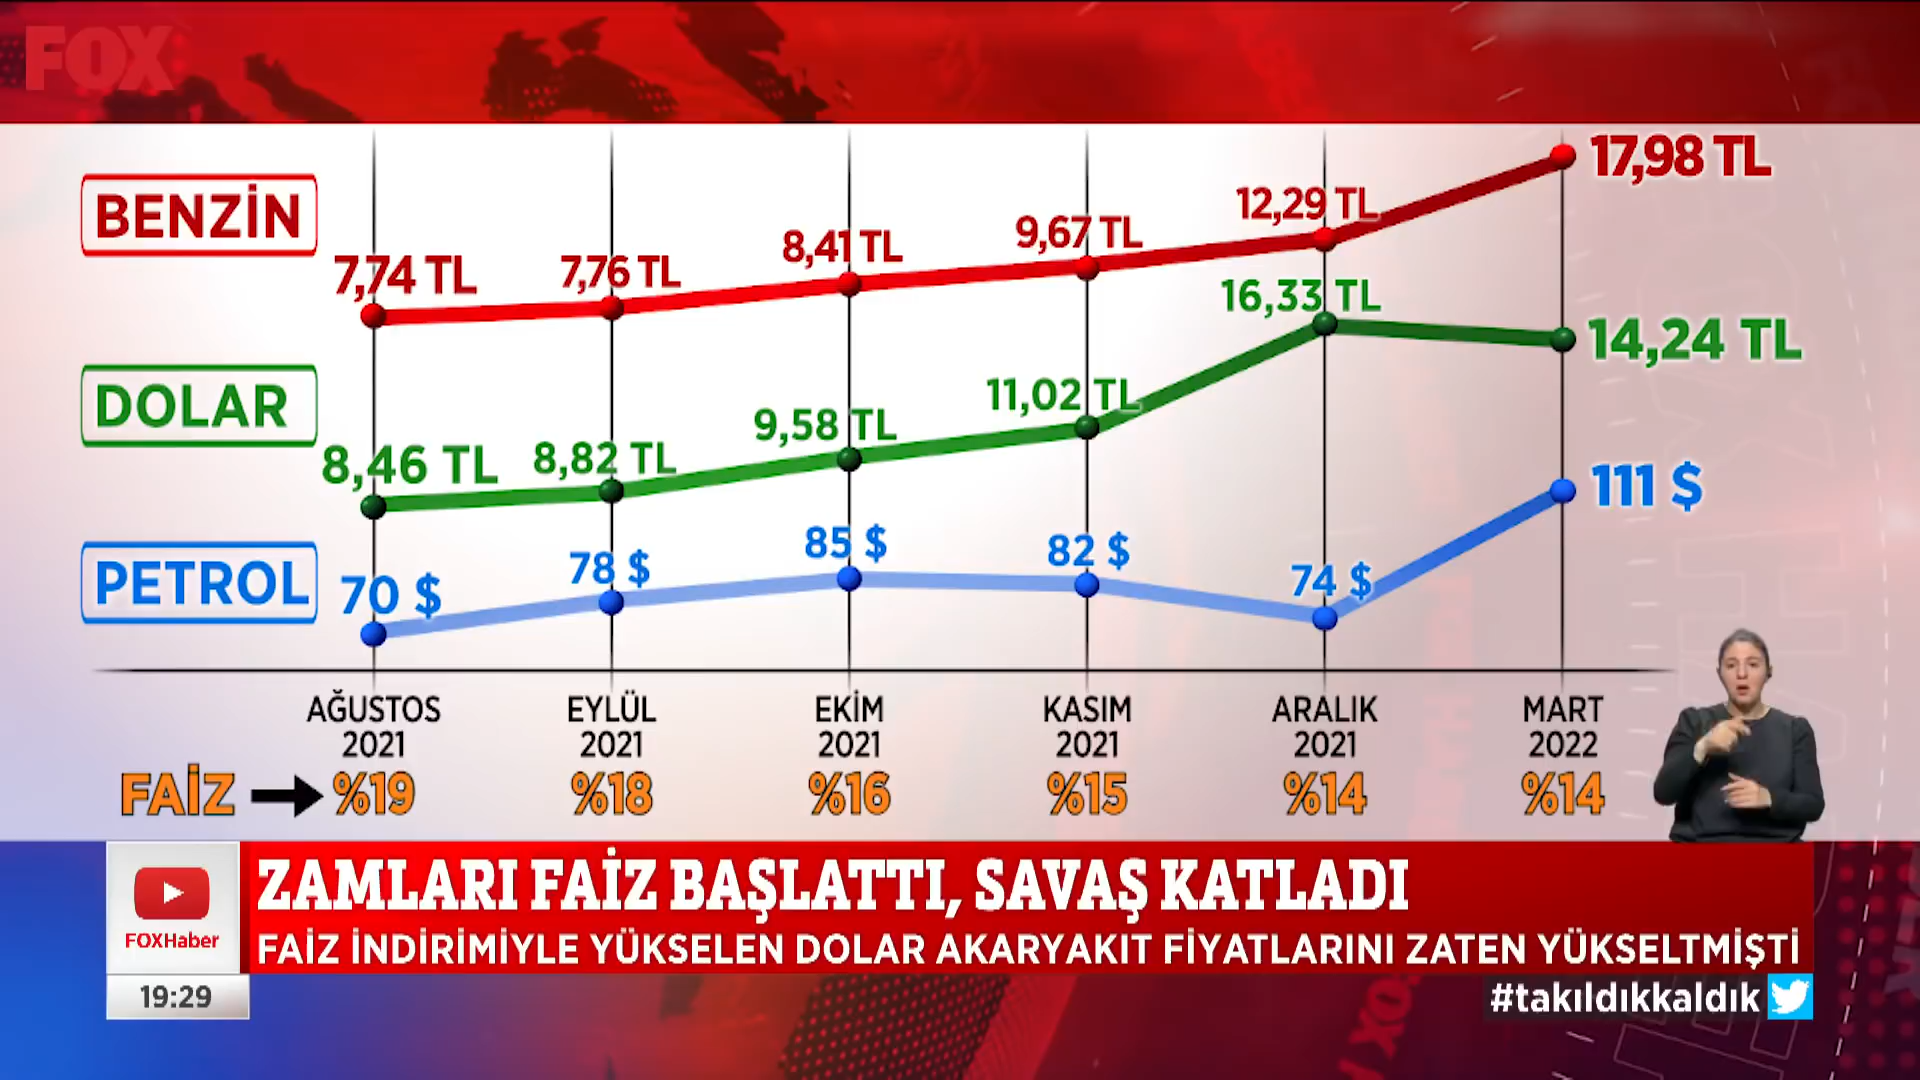 FOX
BENZİN
7,74 TL
7,76 TL
8,41 TL
9,67 TL
12,29 TL
17,98 TL
DOLAR
8,46 TL
8,82 TL
9,58 TL
11,02 TL
16,33 TL
14,24 TL
PETROL
70 $
78 $
85 $
82 $
74 $
111 $
AĞUSTOS
2021
EYLÜL
2021
EKİM
2021
KASIM
2021
ARALIK
2021
MART
2022
FAİZ
%19
%18
%16
%15
%14
%14
ZAMLARI FAİZ BAŞLATTI, SAVAŞ KATLADI
FOXHaber
FAİZ İNDİRİMİYLE YÜKSELEN DOLAR AKARYAKIT FİYATLARINI ZATEN YÜKSELTMİŞTİ
19:29
#takıldıkkaldık